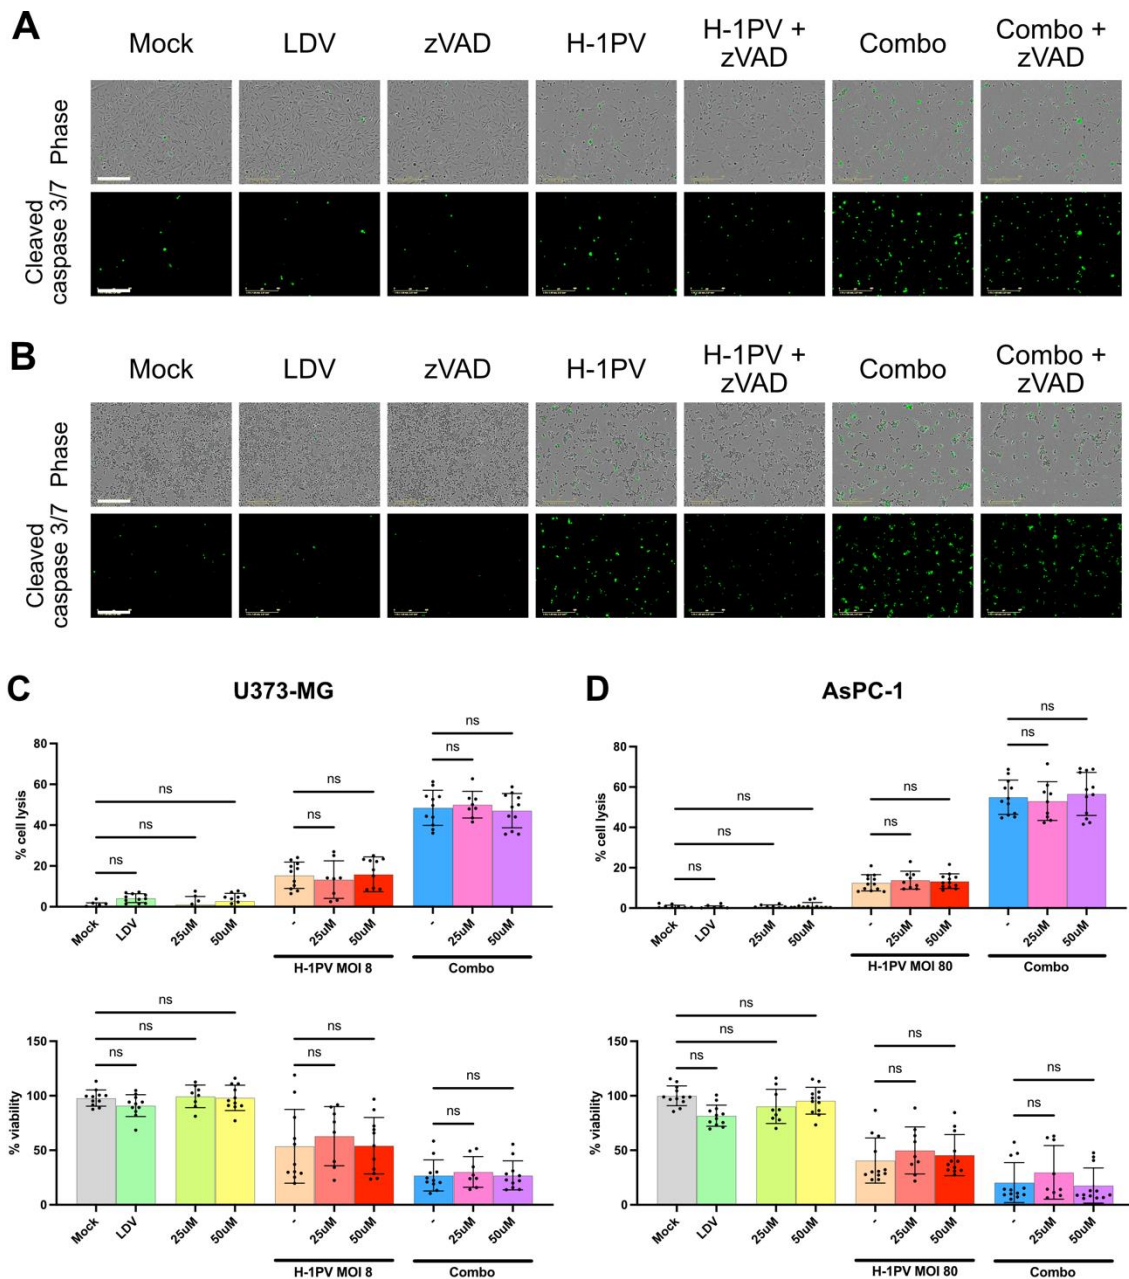 A
Mock
LDV
zVAD
H-1PV
H-1PV +
zVAD
Combo
Combo +
zVAD
Phase
Cleaved
caspase 3/7
B
Mock
LDV
zVAD
H-1PV
H-1PV +
zVAD
Combo
Combo +
zVAD
Phase
Cleaved
caspase 3/7
C
U373-MG
% cell lysis
80
60
40
20
0
ns
ns
ns
ns
ns
ns
ns
Mock
LDV
25uM
50uM
-
25uM
50uM
-
25uM
50uM
H-1PV MOI 8
Combo
% viability
150
100
50
0
ns
ns
ns
ns
ns
ns
ns
Mock
LDV
25uM
50uM
-
25uM
50uM
-
25uM
50uM
H-1PV MOI 8
Combo
D
AsPC-1
% cell lysis
80
60
40
20
0
ns
ns
ns
ns
ns
ns
ns
Mock
LDV
25uM
50uM
-
25uM
50uM
-
25uM
50uM
H-1PV MOI 80
Combo
% viability
150
100
50
0
ns
ns
ns
ns
ns
ns
ns
Mock
LDV
25uM
50uM
-
25uM
50uM
-
25uM
50uM
H-1PV MOI 80
Combo